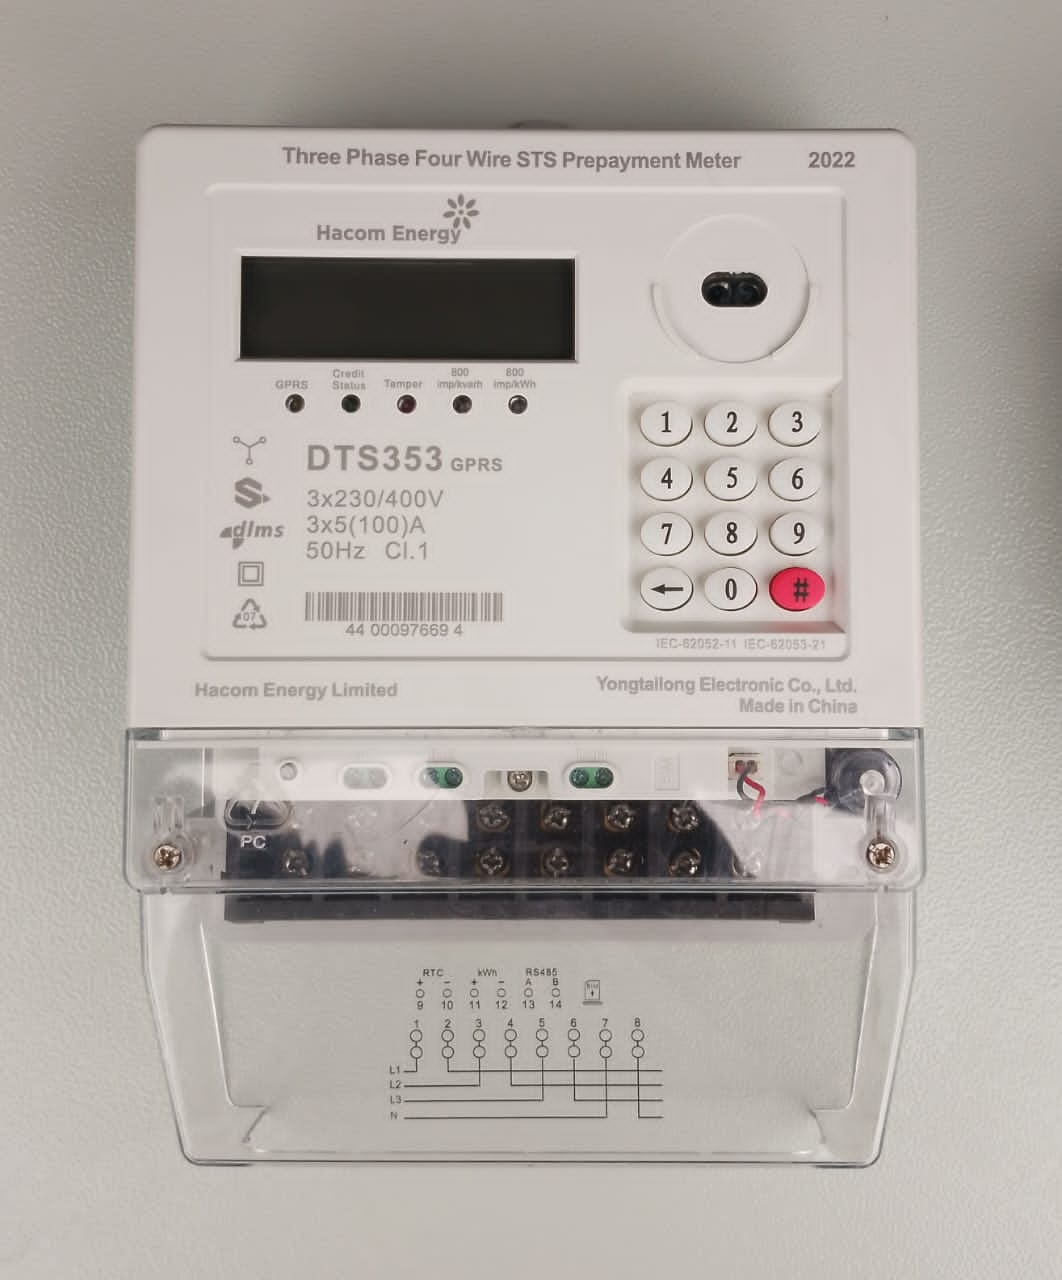 Three Phase Four Wire STS Prepayment Meter 2022
Hacom Energy
GPRS
Credit Status
Tamper
800 imp/kvarh
800 imp/kWh
DTS353 GPRS
3x230/400V
3x5(100)A
50Hz Cl.1
S
dlms
07
44 00097669 4
1 2 3
4 5 6
7 8 9
← 0 #
IEC-62052-11 IEC-62053-21
Hacom Energy Limited
Yongtailong Electronic Co., Ltd.
Made in China
7
PC
RTC kWh RS485
+ − + − A B
9 10 11 12 13 14
1 2 3 4 5 6 7 8
L1
L2
L3
N